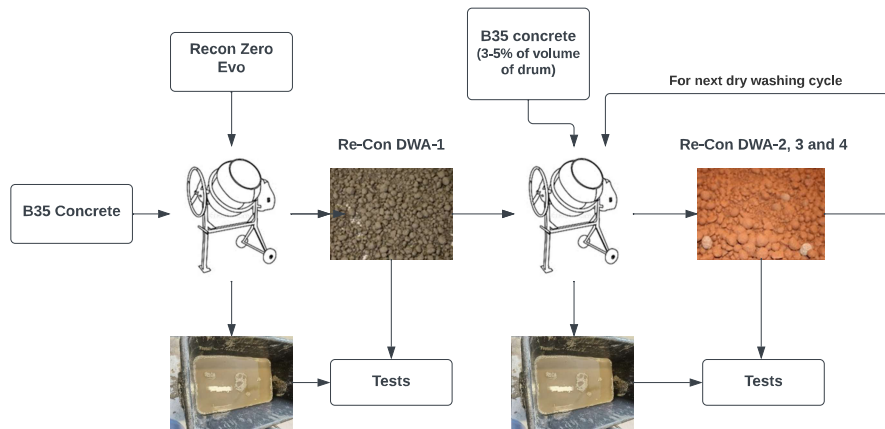 Recon Zero
Evo
B35 concrete
(3-5% of volume
of drum)
For next dry washing cycle
Re-Con DWA-1
Re-Con DWA-2, 3 and 4
B35 Concrete
Tests
Tests